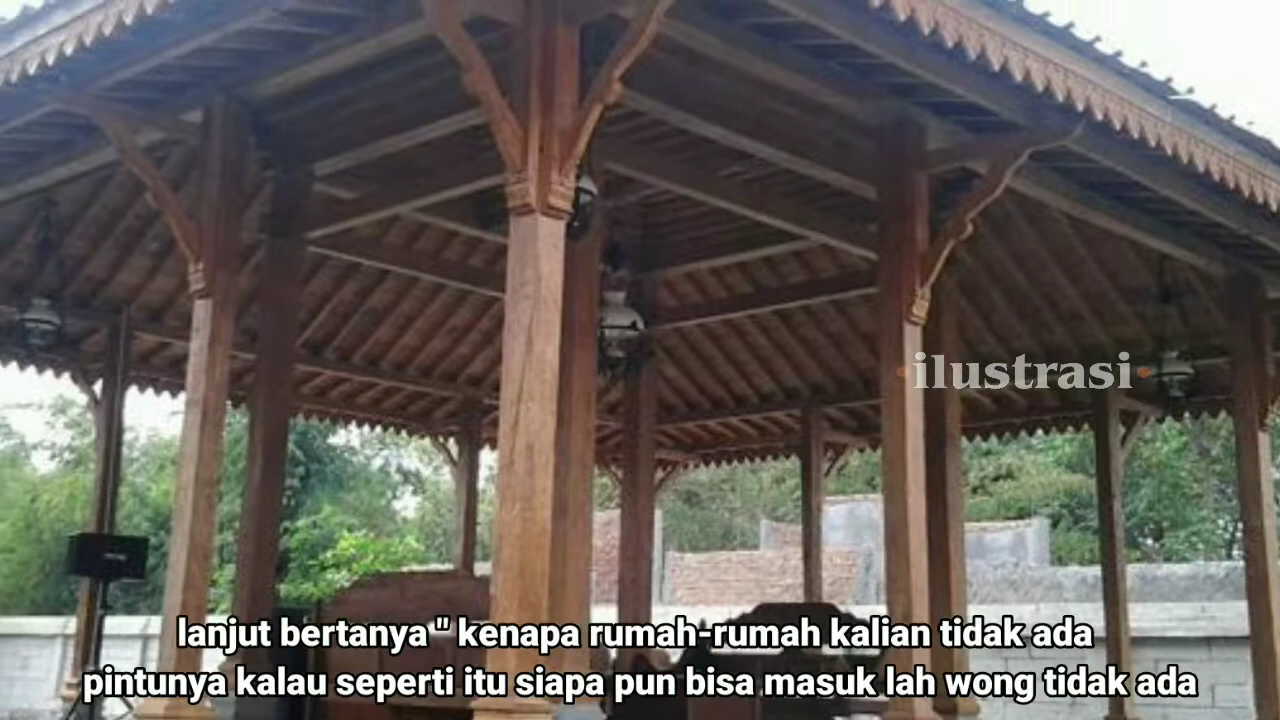 •ilustrasi•
lanjut bertanya " kenapa rumah-rumah kalian tidak ada
pintunya kalau seperti itu siapa pun bisa masuk lah wong tidak ada